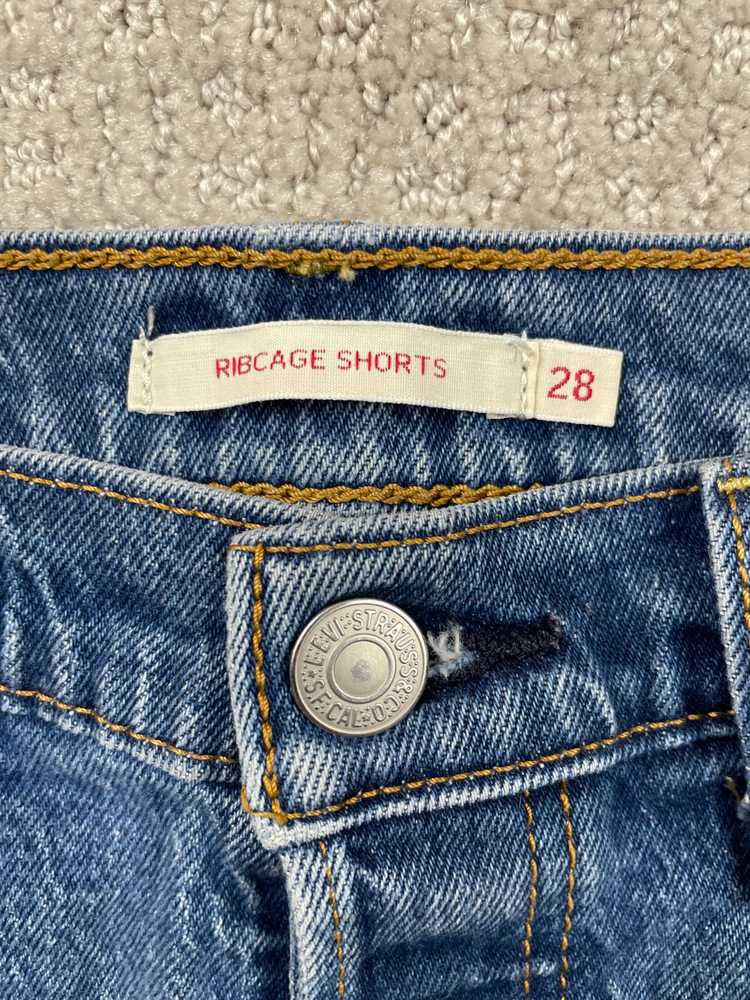 RIBCAGE SHORTS
28
LEVI STRAUSS & CO.
S.F. CAL